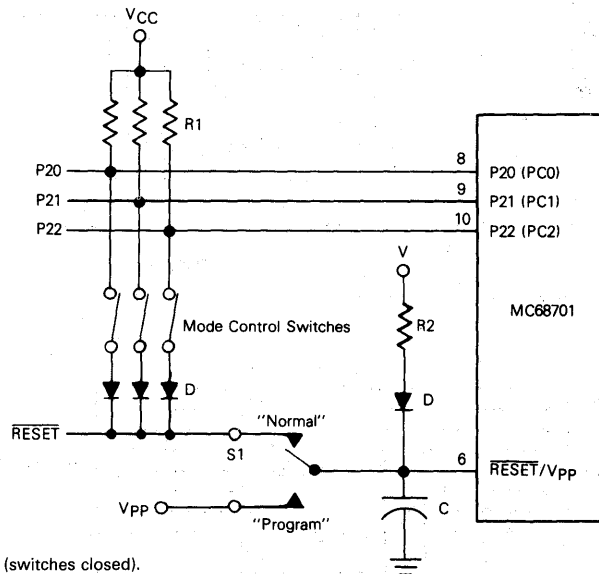 VCC
R1
P20
8
P20 (PC0)
P21
9
P21 (PC1)
P22
10
P22 (PC2)
V
MC68701
R2
Mode Control Switches
D
D
"Normal"
RESET
S1
6
RESET/VPP
VPP
"Program"
C
(switches closed).